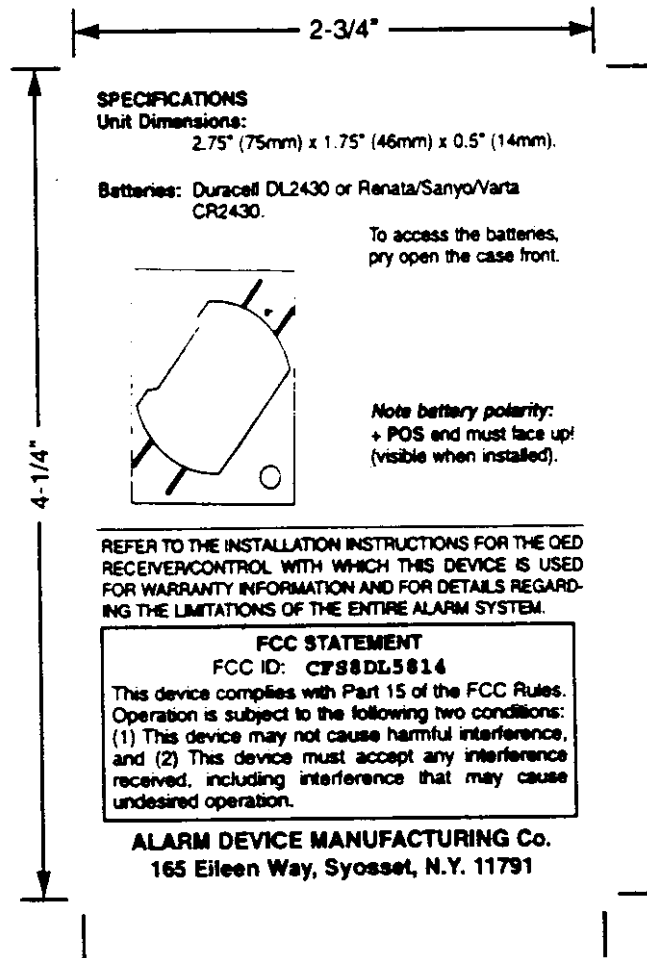 2-3/4"
4-1/4"
SPECIFICATIONS
Unit Dimensions:
2.75" (75mm) x 1.75" (46mm) x 0.5" (14mm).
Batteries: Duracell DL2430 or Renata/Sanyo/Varta
CR2430.
To access the batteries,
pry open the case front.
Note battery polarity:
+ POS end must face up!
(visible when installed).
REFER TO THE INSTALLATION INSTRUCTIONS FOR THE QED
RECEIVER/CONTROL WITH WHICH THIS DEVICE IS USED
FOR WARRANTY INFORMATION AND FOR DETAILS REGARD-
ING THE LIMITATIONS OF THE ENTIRE ALARM SYSTEM.
FCC STATEMENT
FCC ID: CFS8DL5814
This device complies with Part 15 of the FCC Rules.
Operation is subject to the following two conditions:
(1) This device may not cause harmful interference,
and (2) This device must accept any interference
received, including interference that may cause
undesired operation.
ALARM DEVICE MANUFACTURING Co.
165 Eileen Way, Syosset, N.Y. 11791